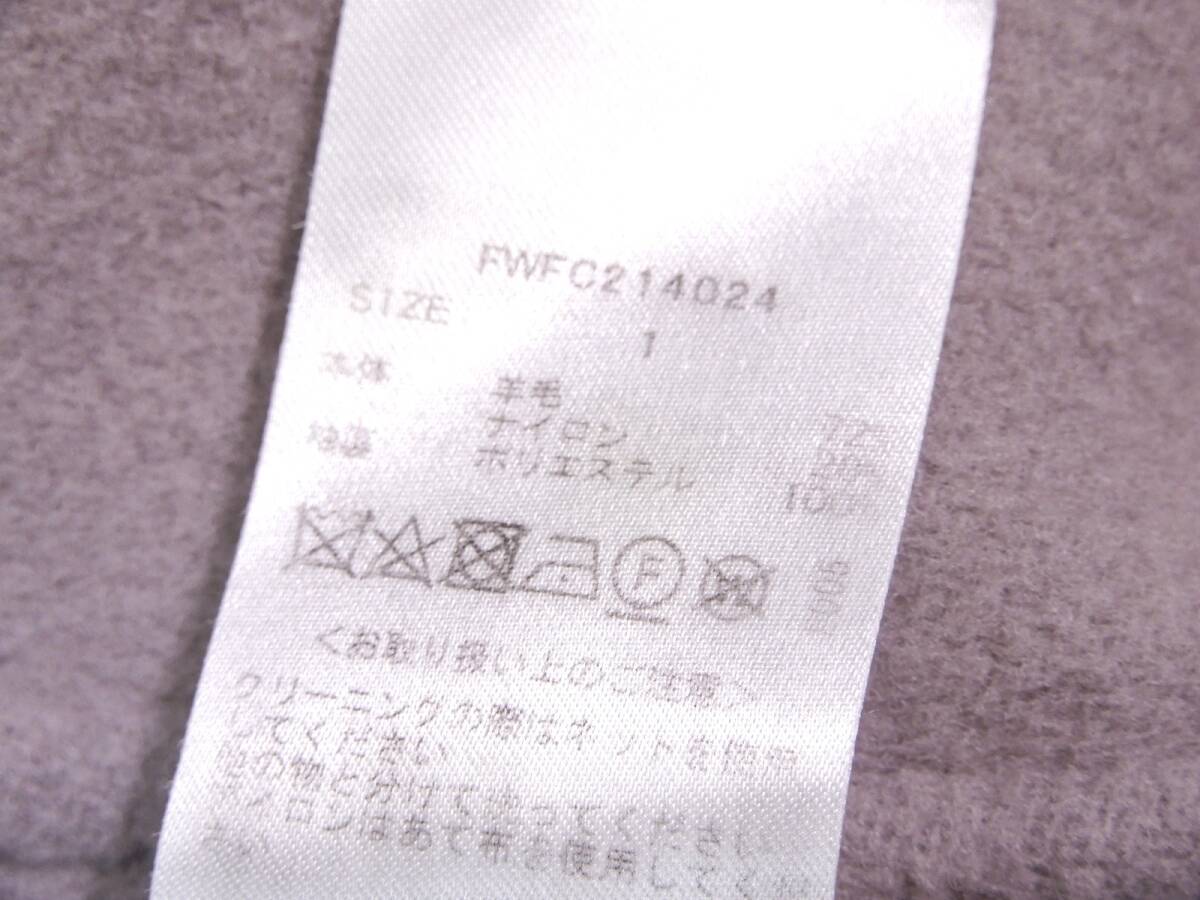 FWFC214024
SIZE 1
本体 羊毛 72%
ナイロン
袖裏 ポリエステル 100%
F
<お取り扱い上のご注意>
クリーニングの際はネットを使用
してください
他の物と分けて洗ってください
アイロンはあて布を使用してくだ
さい